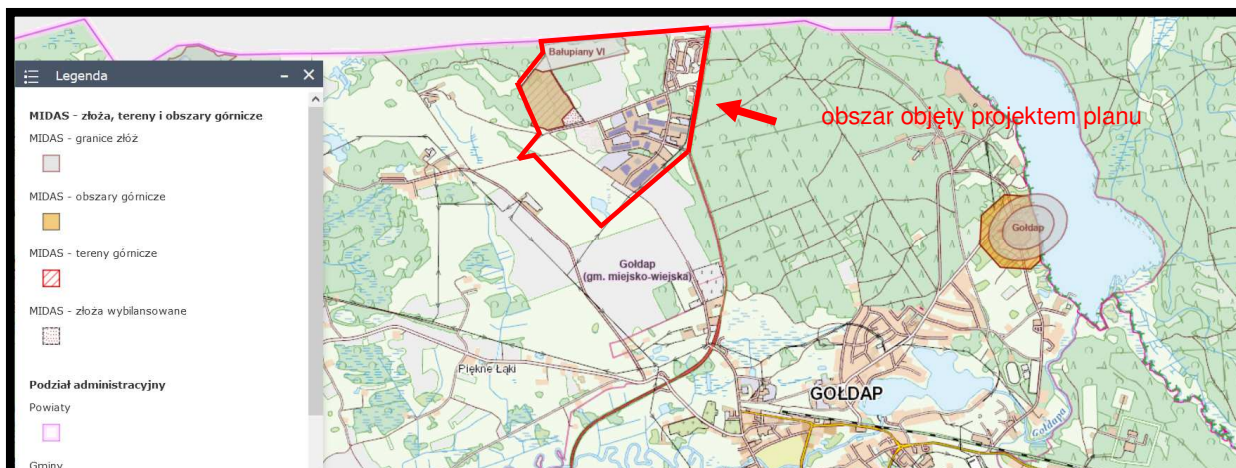 Legenda
MIDAS - złoża, tereny i obszary górnicze
MIDAS - granice złóż
MIDAS - obszary górnicze
MIDAS - tereny górnicze
MIDAS - złoża wybilansowane
Podział administracyjny
Powiaty
Gminy
Bałupiany VI
obszar objęty projektem planu
Gołdap
Gołdap
(gm. miejsko-wiejska)
Piękne Łąki
GOŁDAP
Gołdapa